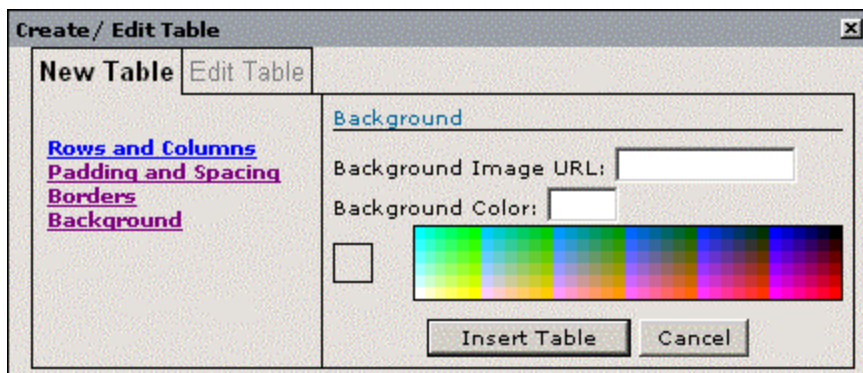 Create/ Edit Table
New Table Edit Table
Rows and Columns
Padding and Spacing
Borders
Background
Background
Background Image URL:
Background Color:
Insert Table Cancel